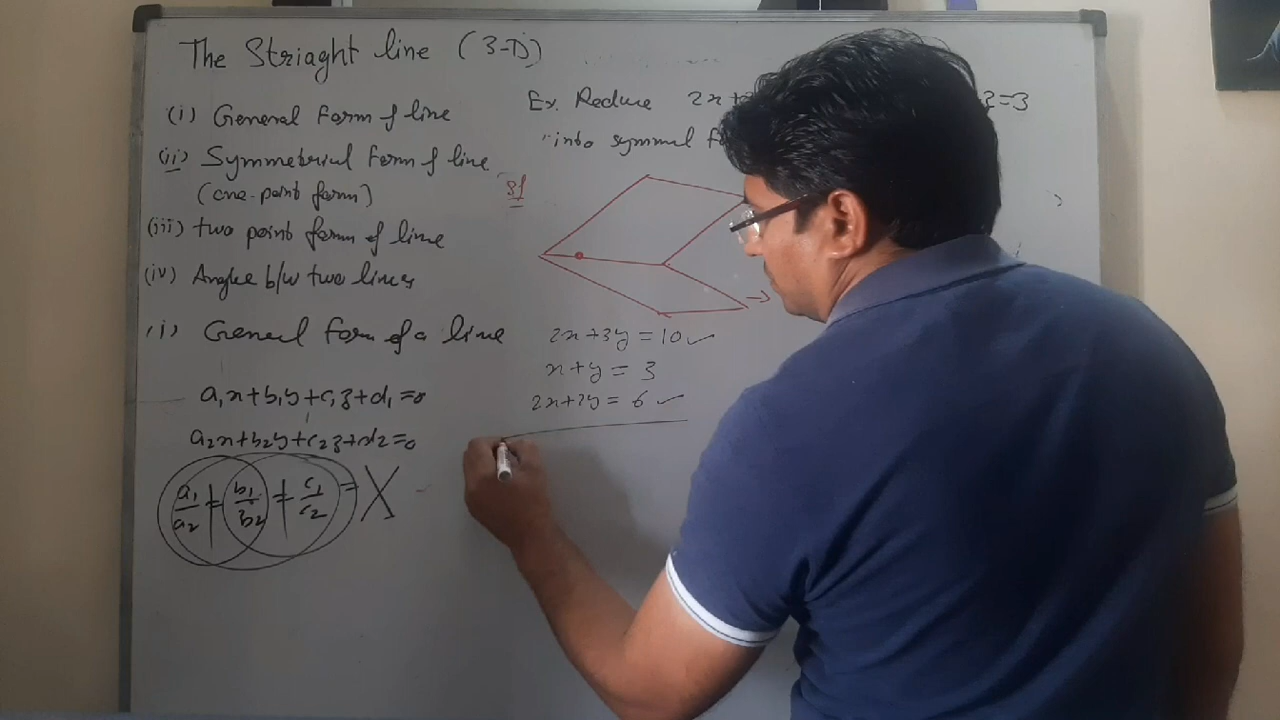 The Striaght line (3-D)
(i) General Form of line
(ii) Symmetrical Form of line
(one-point form)
(iii) two point form of line
(iv) Angle b/w two lines
(i) General Form of a line
a₁x+b₁y+c₁z+d₁=0
a₂x+b₂y+c₂z+d₂=0
a₁/a₂ ≠ b₁/b₂ ≠ c₁/c₂ = X
Ex. Reduce 2x+3 z=3
into
2x+3y=10 ✓
x+y=3
2x+2y=6 ✓